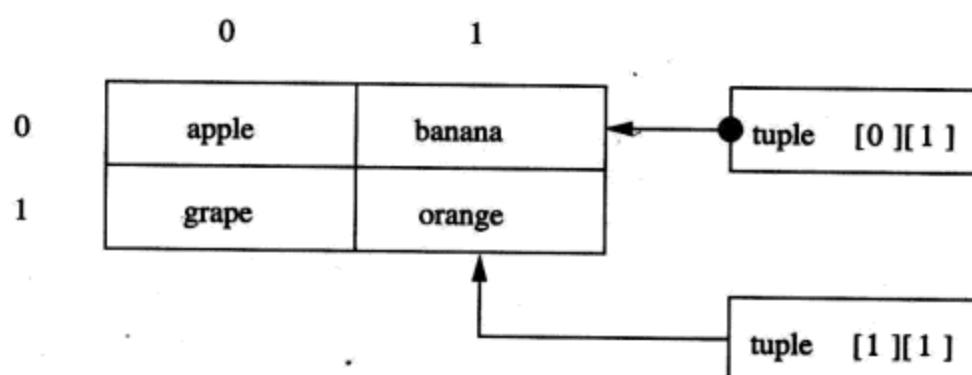 0 1
0 apple banana tuple [0 ][ 1 ]
1 grape orange
tuple [1 ][1 ]